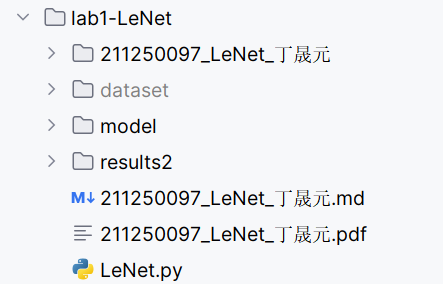 lab1-LeNet
211250097_LeNet_丁晟元
dataset
model
results2
M↓ 211250097_LeNet_丁晟元.md
211250097_LeNet_丁晟元.pdf
LeNet.py